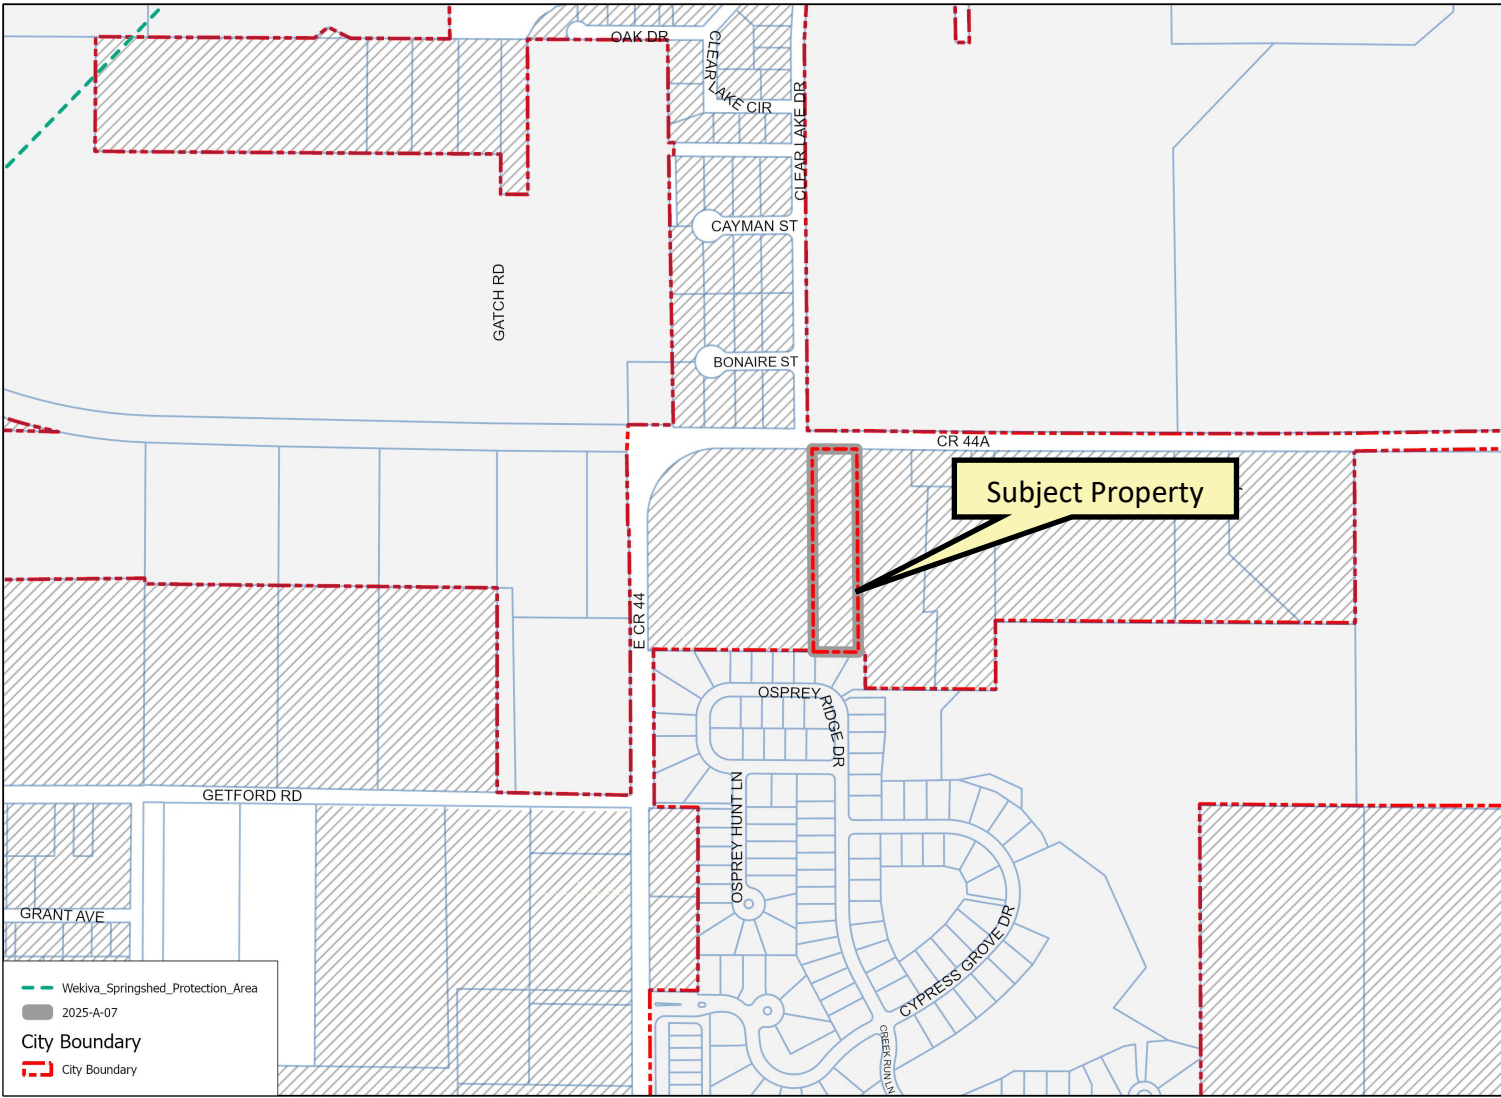 OAK DR
CLEAR LAKE CIR
CLEAR LAKE DR
CAYMAN ST
GATCH RD
BONAIRE ST
CR 44A
Subject Property
E CR 44
OSPREY RIDGE DR
OSPREY HUNT LN
GETFORD RD
GRANT AVE
CYPRESS GROVE DR
CREEK RUN LN
Wekiva_Springshed_Protection_Area
2025-A-07
City Boundary
City Boundary